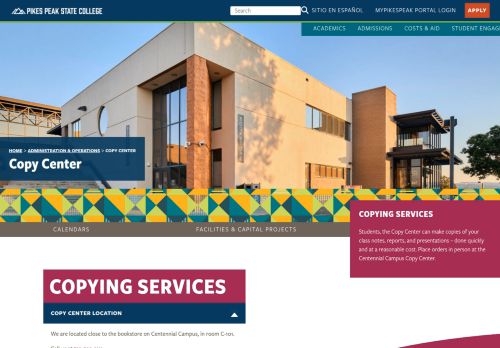 PIKES PEAK STATE COLLEGE
Search
SITIO EN ESPAÑOL
MYPIKESPEAK PORTAL LOGIN
APPLY
ACADEMICS
ADMISSIONS
COSTS & AID
STUDENT ENGAG
HOME > ADMINISTRATION & OPERATIONS > COPY CENTER
Copy Center
CALENDARS
FACILITIES & CAPITAL PROJECTS
COPYING SERVICES
Students, the Copy Center can make copies of your
class notes, reports, and presentations – done quickly
and at a reasonable cost. Place orders in person at the
Centennial Campus Copy Center.
COPYING SERVICES
COPY CENTER LOCATION
We are located close to the bookstore on Centennial Campus, in room C-101.